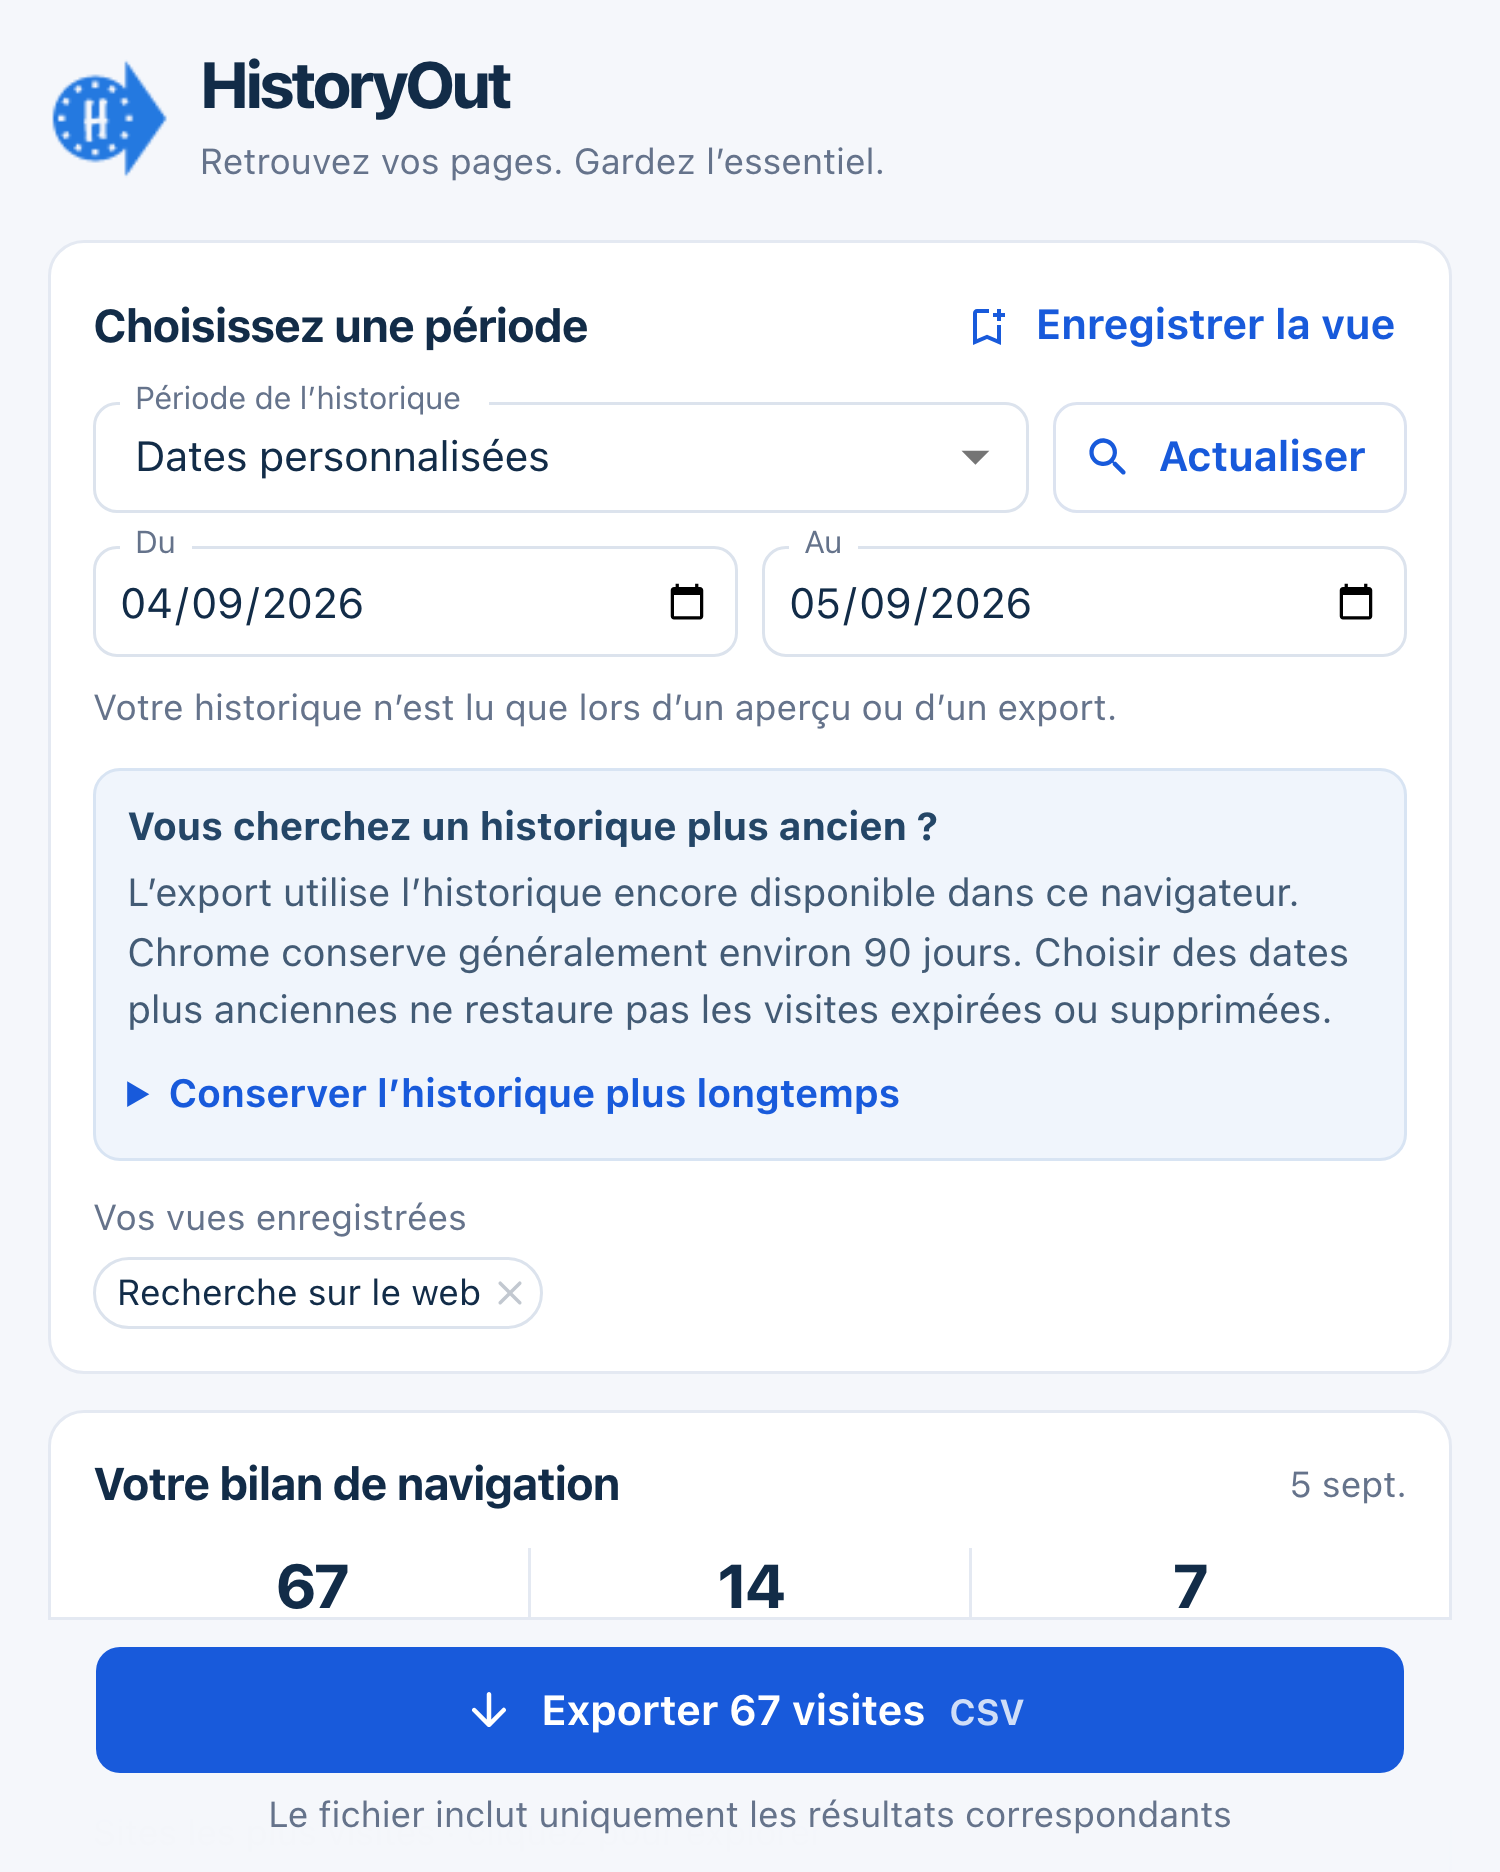 H
HistoryOut
Retrouvez vos pages. Gardez l’essentiel.
Choisissez une période
Enregistrer la vue
Période de l’historique
Dates personnalisées
Actualiser
Du
04/09/2026
Au
05/09/2026
Votre historique n’est lu que lors d’un aperçu ou d’un export.
Vous cherchez un historique plus ancien ?
L’export utilise l’historique encore disponible dans ce navigateur.
Chrome conserve généralement environ 90 jours. Choisir des dates
plus anciennes ne restaure pas les visites expirées ou supprimées.
Conserver l’historique plus longtemps
Vos vues enregistrées
Recherche sur le web
Votre bilan de navigation
5 sept.
67
14
7
Exporter 67 visites CSV
Le fichier inclut uniquement les résultats correspondants